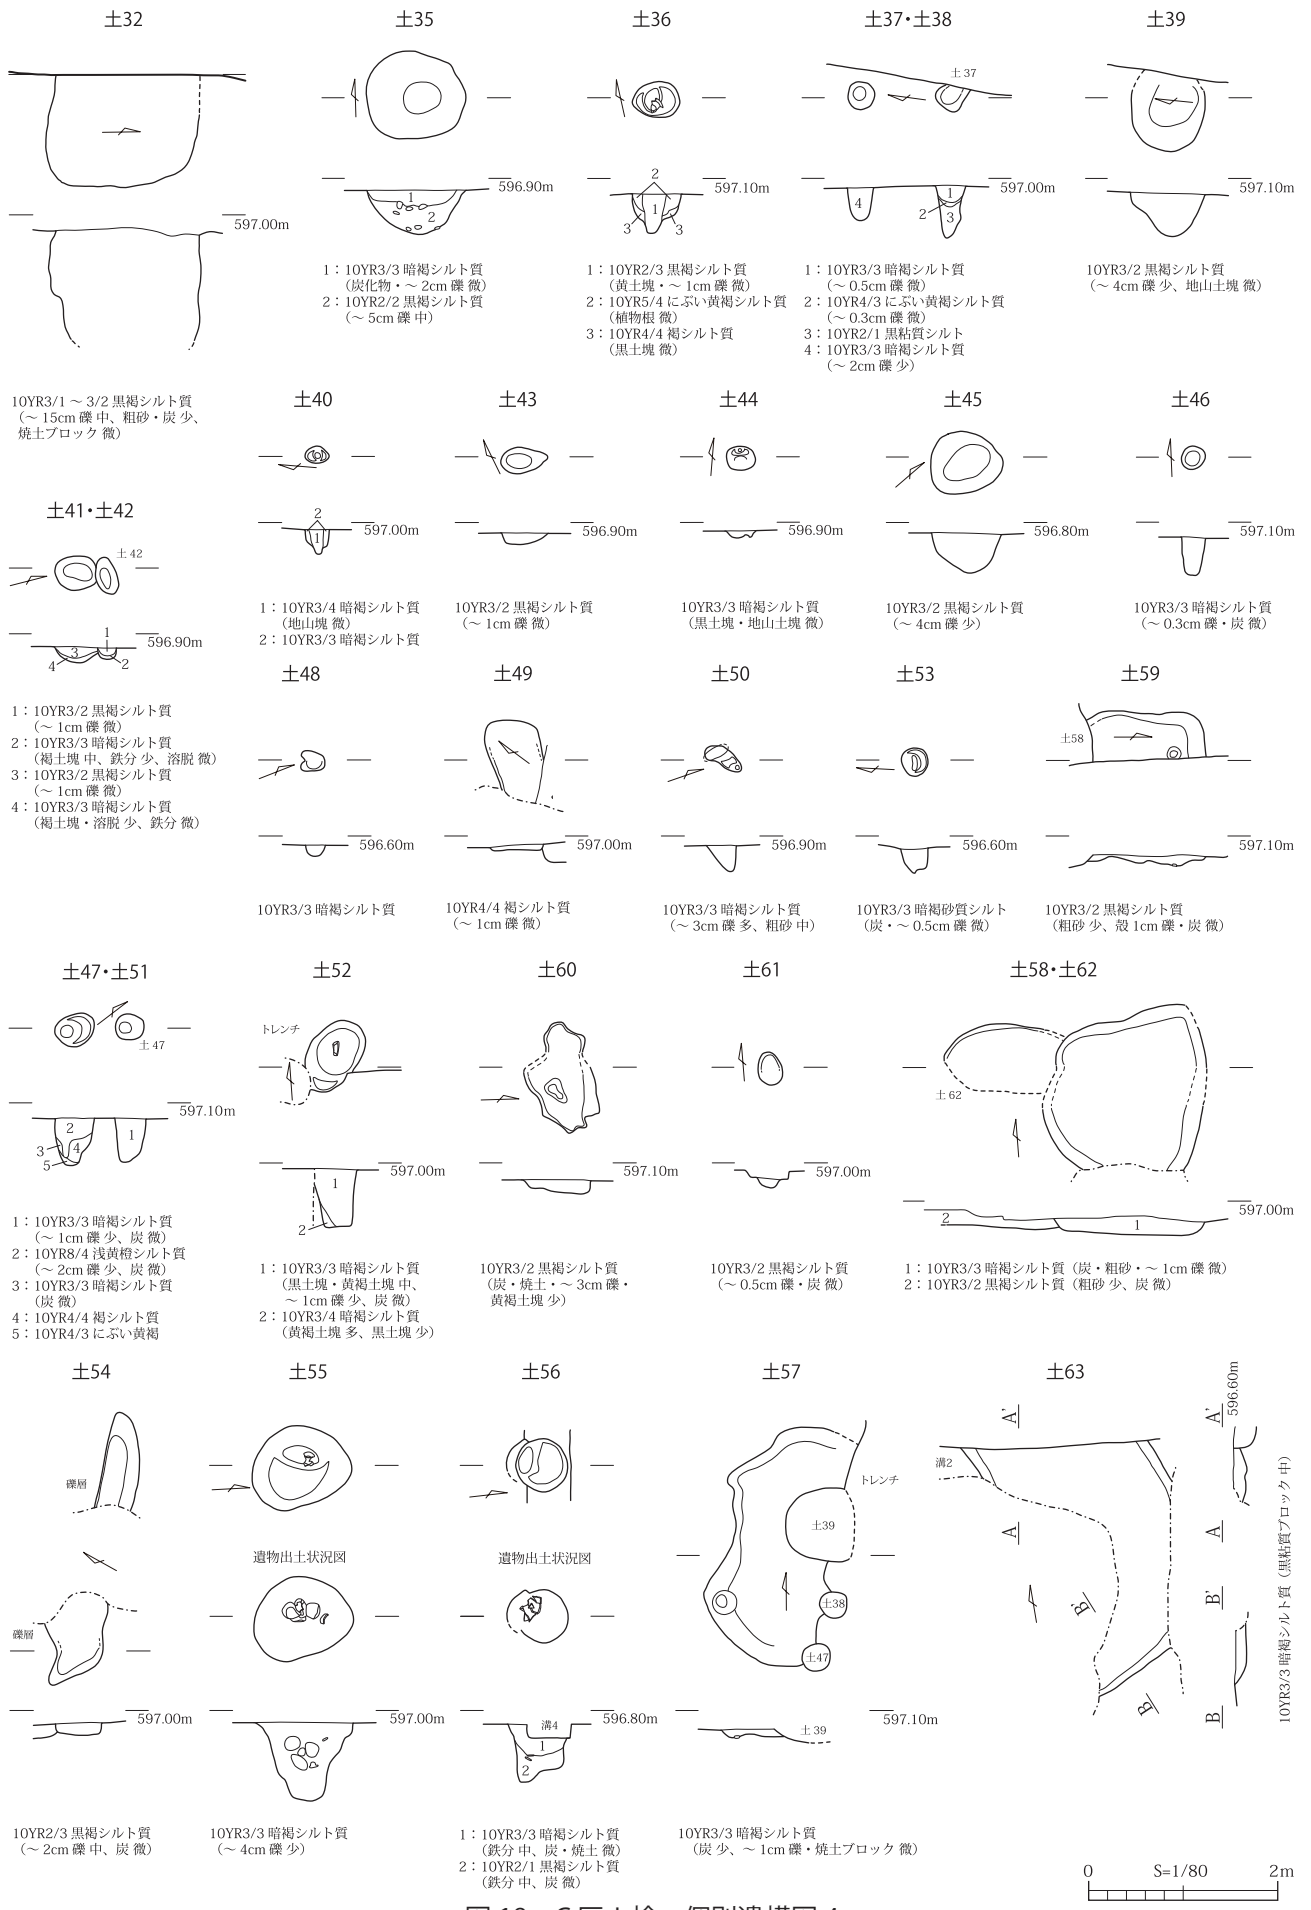 土32
597.00m
10YR3/1 ～ 3/2 黒褐シルト質
（～ 15cm 礫 中、粗砂・炭 少、
焼土ブロック 微）
土35
596.90m
1
2
1：10YR3/3 暗褐シルト質
（炭化物・～ 2cm 礫 微）
2：10YR2/2 黒褐シルト質
（～ 5cm 礫 中）
土36
2
597.10m
1
3
3
1：10YR2/3 黒褐シルト質
（黄土塊・～ 1cm 礫 微）
2：10YR5/4 にぶい黄褐シルト質
（植物根 微）
3：10YR4/4 褐シルト質
（黒土塊 微）
土37・土38
土 37
597.00m
4
1
2
3
1：10YR3/3 暗褐シルト質
（～ 0.5cm 礫 微）
2：10YR4/3 にぶい黄褐シルト質
（～ 0.3cm 礫 微）
3：10YR2/1 黒粘質シルト
4：10YR3/3 暗褐シルト質
（～ 2cm 礫 少）
土39
597.10m
10YR3/2 黒褐シルト質
（～ 4cm 礫 少、地山土塊 微）
土40
2
597.00m
1
1：10YR3/4 暗褐シルト質
（地山塊 微）
2：10YR3/3 暗褐シルト質
土43
596.90m
10YR3/2 黒褐シルト質
（～ 1cm 礫 微）
土44
596.90m
10YR3/3 暗褐シルト質
（黒土塊・地山土塊 微）
土45
596.80m
10YR3/2 黒褐シルト質
（～ 4cm 礫 少）
土46
597.10m
10YR3/3 暗褐シルト質
（～ 0.3cm 礫・炭 微）
土41・土42
土 42
1
596.90m
3
4
2
1：10YR3/2 黒褐シルト質
（～ 1cm 礫 微）
2：10YR3/3 暗褐シルト質
（褐土塊 中、鉄分 少、溶脱 微）
3：10YR3/2 黒褐シルト質
（～ 1cm 礫 微）
4：10YR3/3 暗褐シルト質
（褐土塊・溶脱 少、鉄分 微）
土48
596.60m
10YR3/3 暗褐シルト質
土49
597.00m
10YR4/4 褐シルト質
（～ 1cm 礫 微）
土50
596.90m
10YR3/3 暗褐シルト質
（～ 3cm 礫 多、粗砂 中）
土53
596.60m
10YR3/3 暗褐砂質シルト
（炭・～ 0.5cm 礫 微）
土59
土58
597.10m
10YR3/2 黒褐シルト質
（粗砂 少、殻 1cm 礫・炭 微）
土47・土51
土 47
597.10m
2
1
3
4
5
1：10YR3/3 暗褐シルト質
（～ 1cm 礫 少、炭 微）
2：10YR8/4 浅黄橙シルト質
（～ 2cm 礫 少、炭 微）
3：10YR3/3 暗褐シルト質
（炭 微）
4：10YR4/4 褐シルト質
5：10YR4/3 にぶい黄褐
土52
トレンチ
597.00m
1
2
1：10YR3/3 暗褐シルト質
（黒土塊・黄褐土塊 中、
～ 1cm 礫 少、炭 微）
2：10YR3/4 暗褐シルト質
（黄褐土塊 多、黒土塊 少）
土60
597.10m
10YR3/2 黒褐シルト質
（炭・焼土・～ 3cm 礫・
黄褐土塊 少）
土61
597.00m
10YR3/2 黒褐シルト質
（～ 0.5cm 礫・炭 微）
土58・土62
土 62
597.00m
2
1
1：10YR3/3 暗褐シルト質（炭・粗砂・～ 1cm 礫 微）
2：10YR3/2 黒褐シルト質（粗砂 少、炭 微）
土54
礫層
礫層
597.00m
10YR2/3 黒褐シルト質
（～ 2cm 礫 中、炭 微）
土55
遺物出土状況図
597.00m
10YR3/3 暗褐シルト質
（～ 4cm 礫 少）
土56
遺物出土状況図
596.80m
溝4
1
2
1：10YR3/3 暗褐シルト質
（鉄分 中、炭・焼土 微）
2：10YR2/1 黒褐シルト質
（鉄分 中、炭 微）
土57
トレンチ
土39
土38
土47
597.10m
土 39
10YR3/3 暗褐シルト質
（炭 少、～ 1cm 礫・焼土ブロック 微）
土63
A'
A'
596.60m
溝2
A
A
B'
B'
B
B
10YR3/3 暗褐シルト質（黒粘質ブロック 中）
0 S=1/80 2m